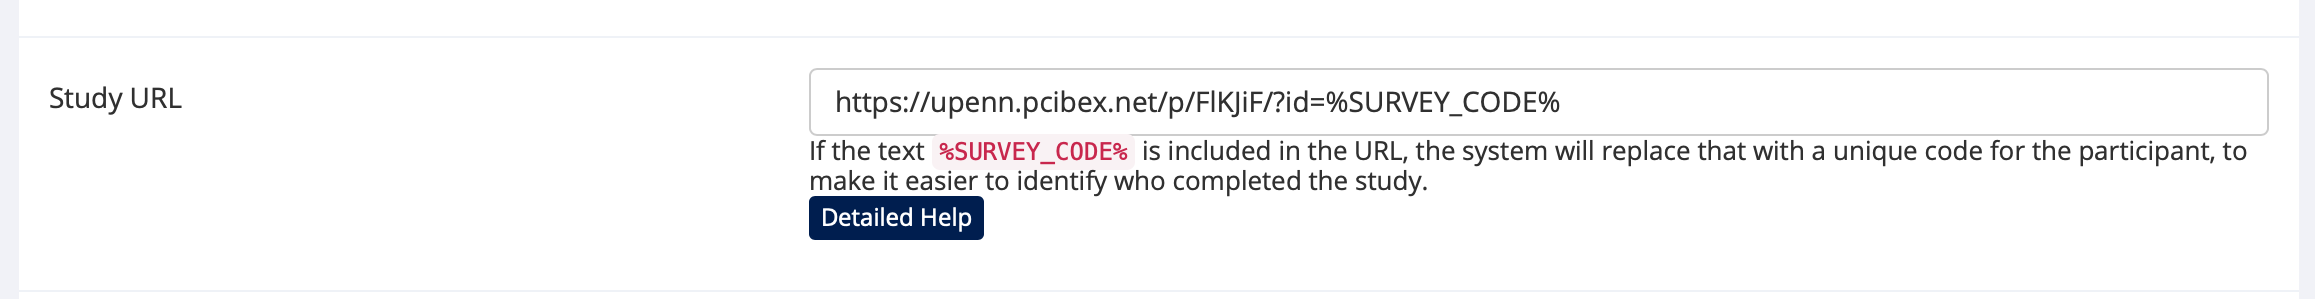 Study URL
https://upenn.pcibex.net/p/FlKJiF/?id=%SURVEY_CODE%
If the text %SURVEY_CODE% is included in the URL, the system will replace that with a unique code for the participant, to
make it easier to identify who completed the study.
Detailed Help